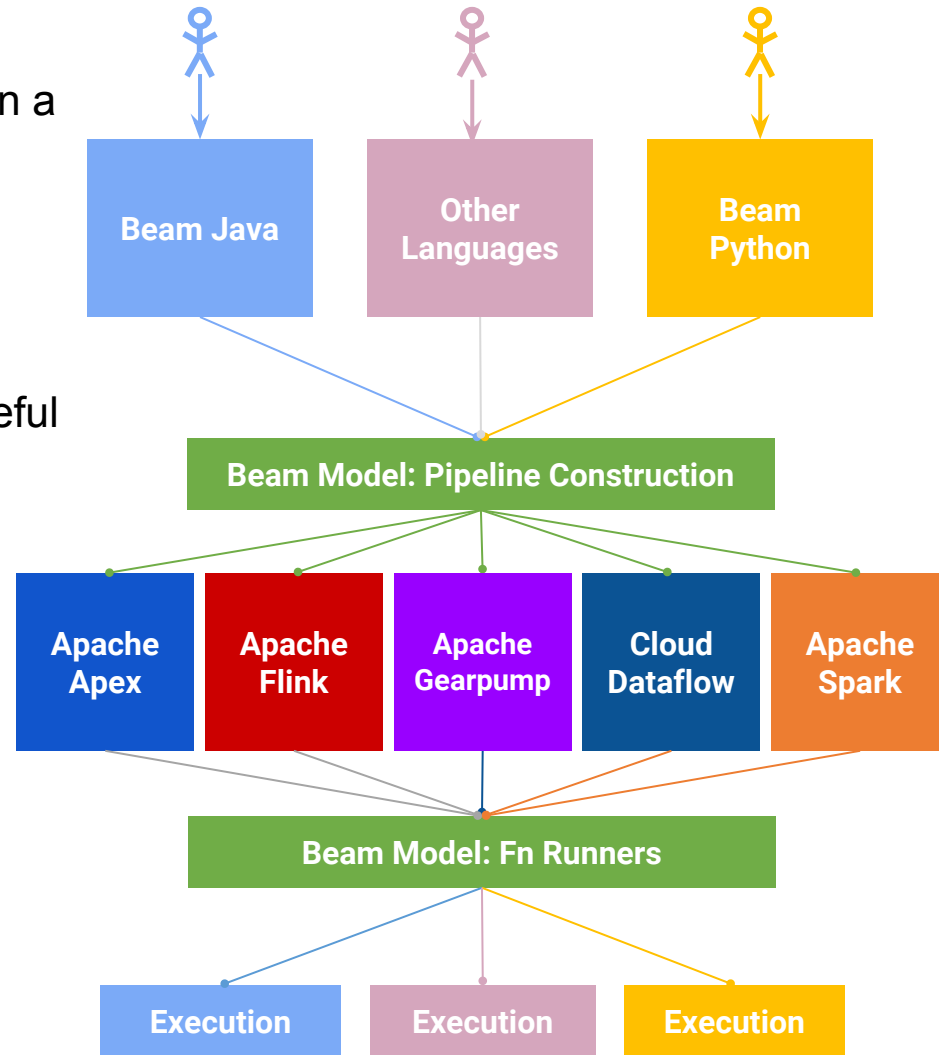 n a
Beam Java
Other
Languages
Beam
Python
eful
Beam Model: Pipeline Construction
Apache
Apex
Apache
Flink
Apache
Gearpump
Cloud
Dataflow
Apache
Spark
Beam Model: Fn Runners
Execution
Execution
Execution